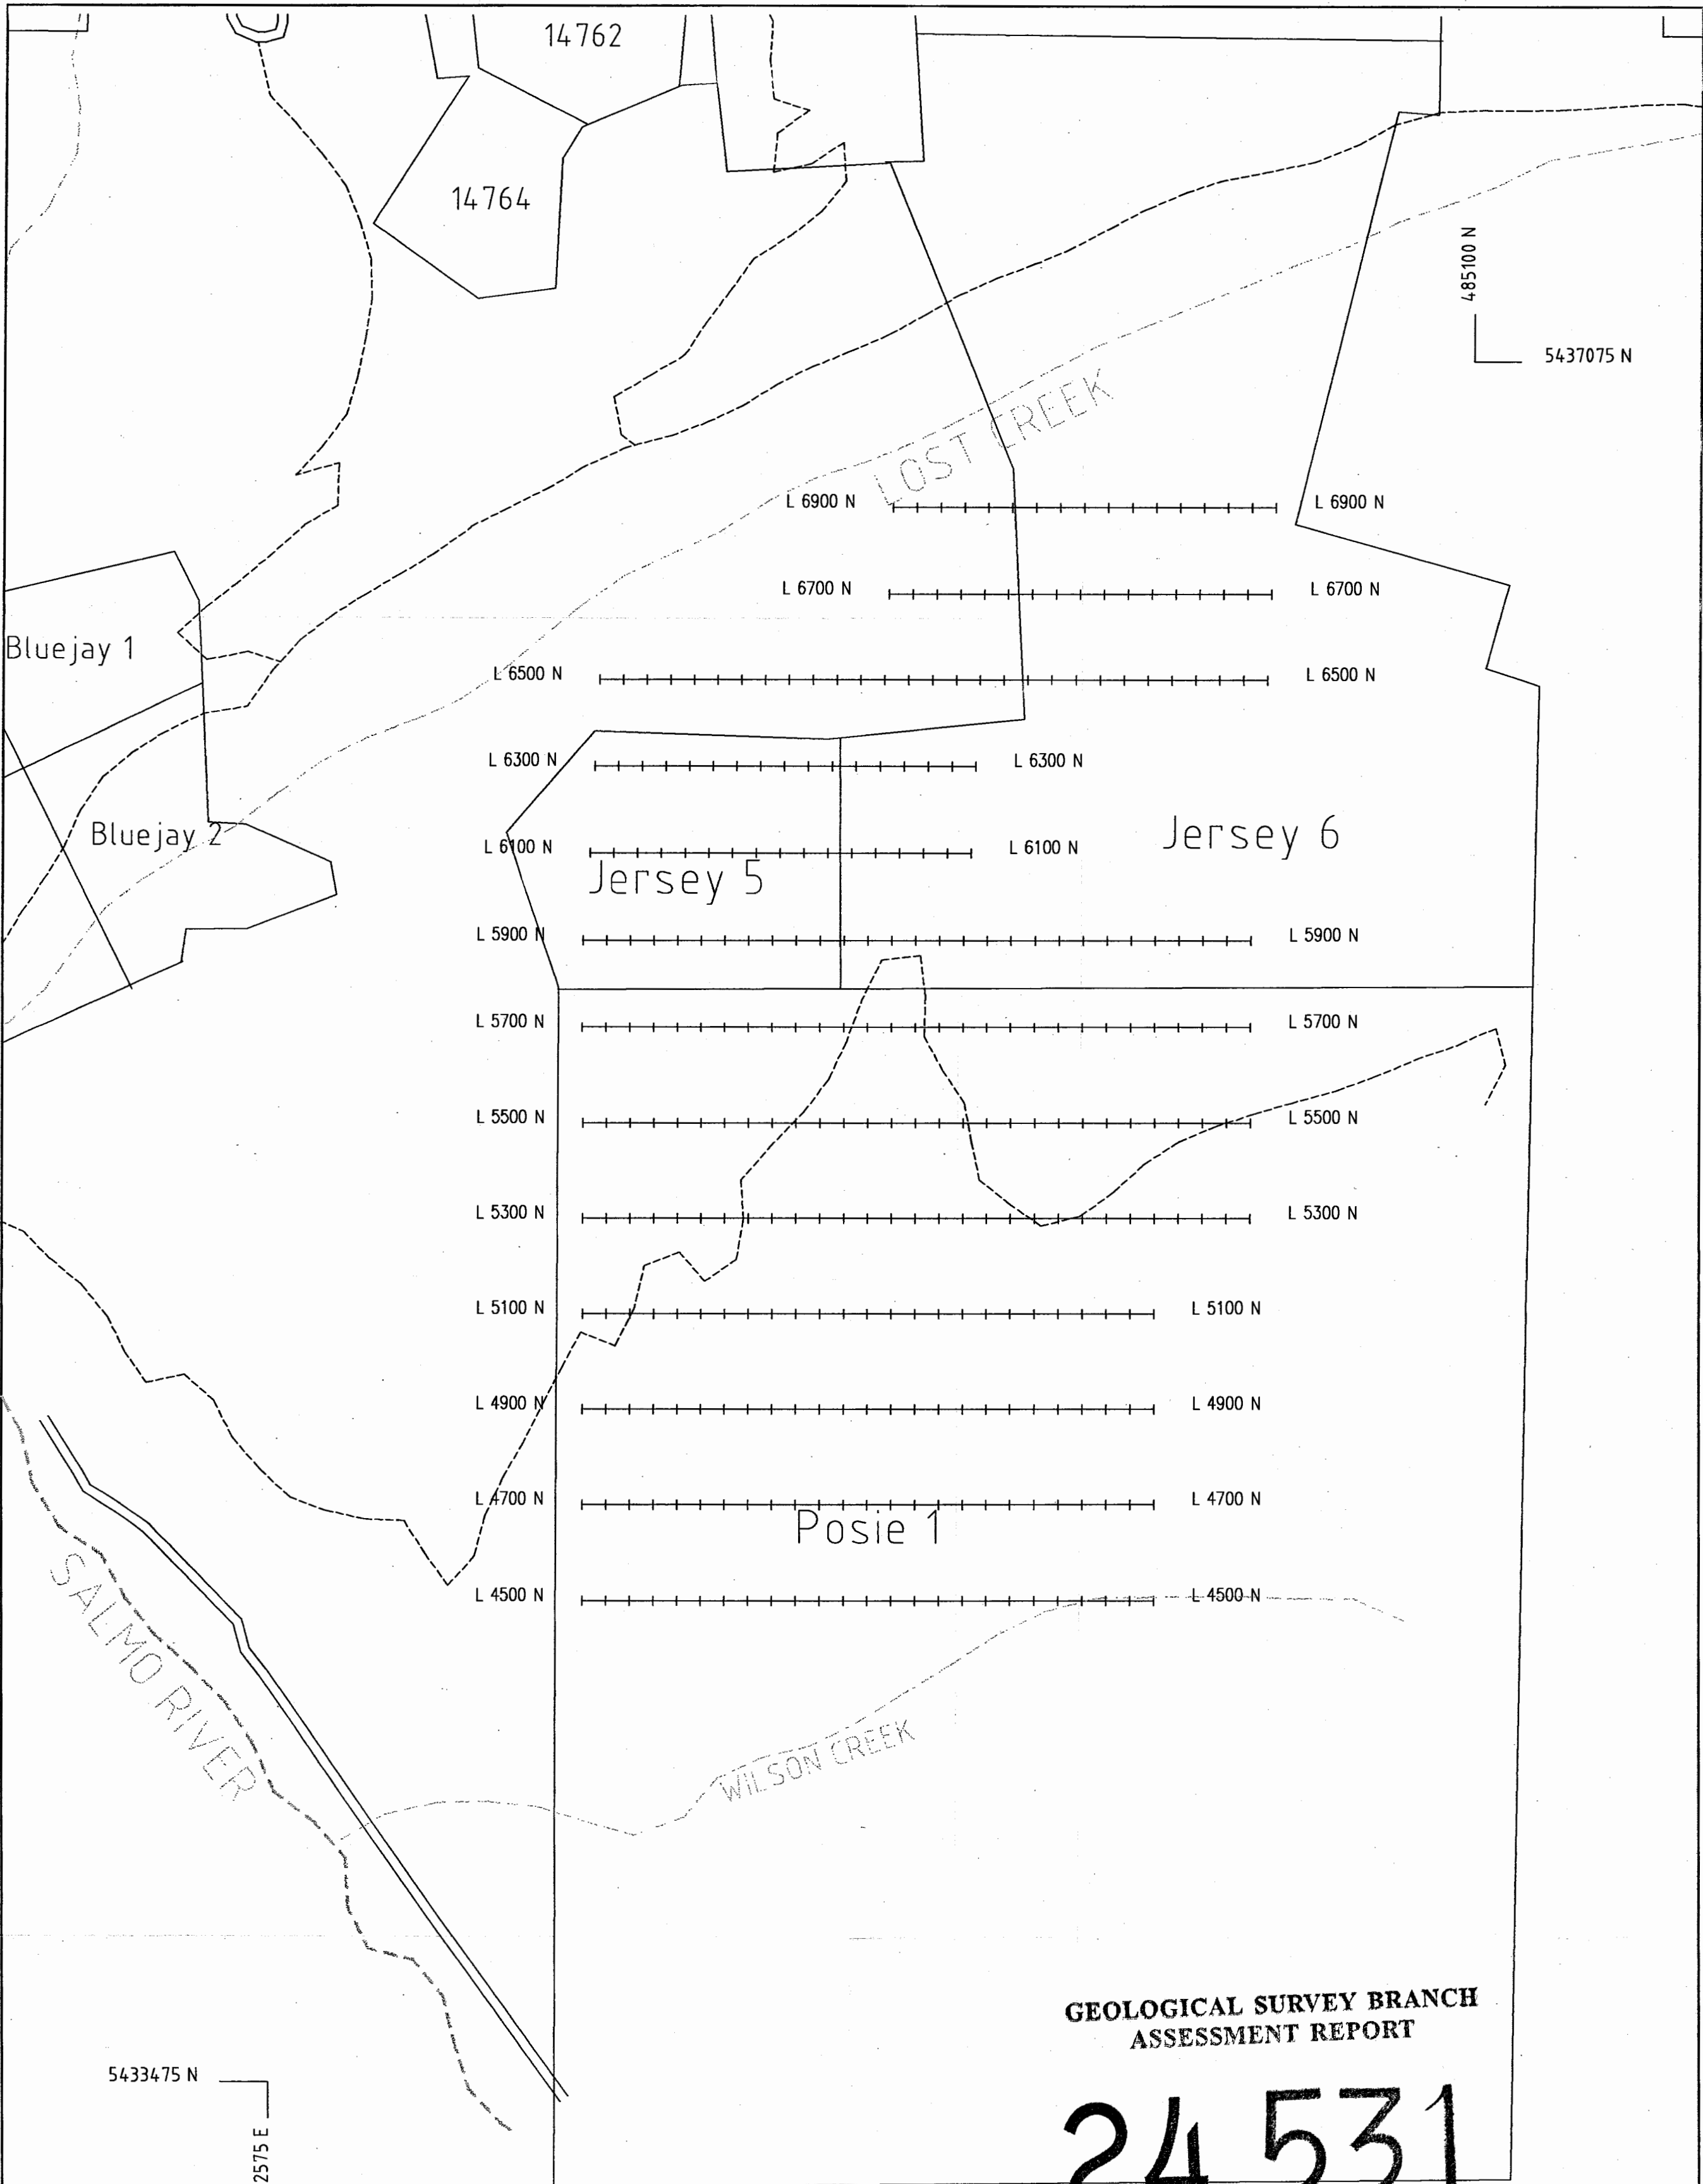 14762
14764
485100 N
5437075 N
LOST CREEK
L 6900 N L 6900 N
L 6700 N L 6700 N
Bluejay 1
L 6500 N L 6500 N
L 6300 N L 6300 N
Bluejay 2
Jersey 6
L 6100 N L 6100 N
Jersey 5
L 5900 N L 5900 N
L 5700 N L 5700 N
L 5500 N L 5500 N
L 5300 N L 5300 N
L 5100 N L 5100 N
L 4900 N L 4900 N
L 4700 N L 4700 N
Posie 1
L 4500 N L 4500 N
SALMO RIVER
WILSON CREEK
GEOLOGICAL SURVEY BRANCH
ASSESSMENT REPORT
5433475 N
2575 E
24,531